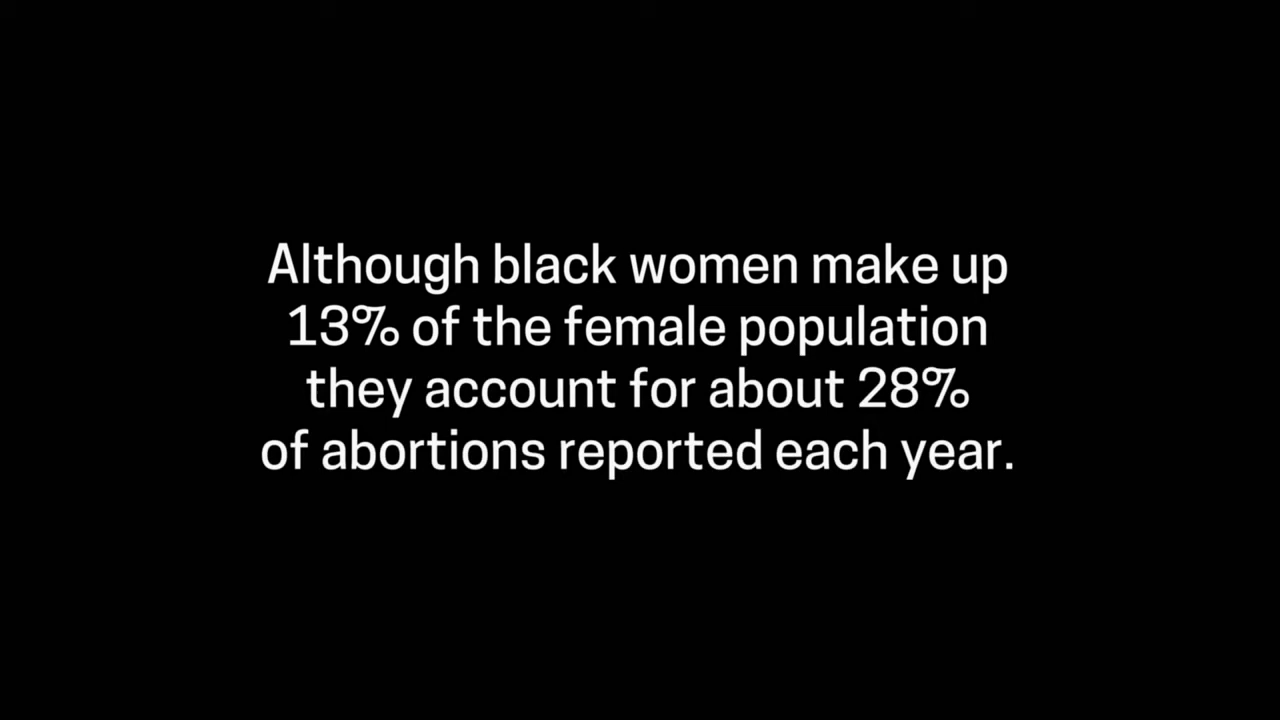 Although black women make up
13% of the female population
they account for about 28%
of abortions reported each year.